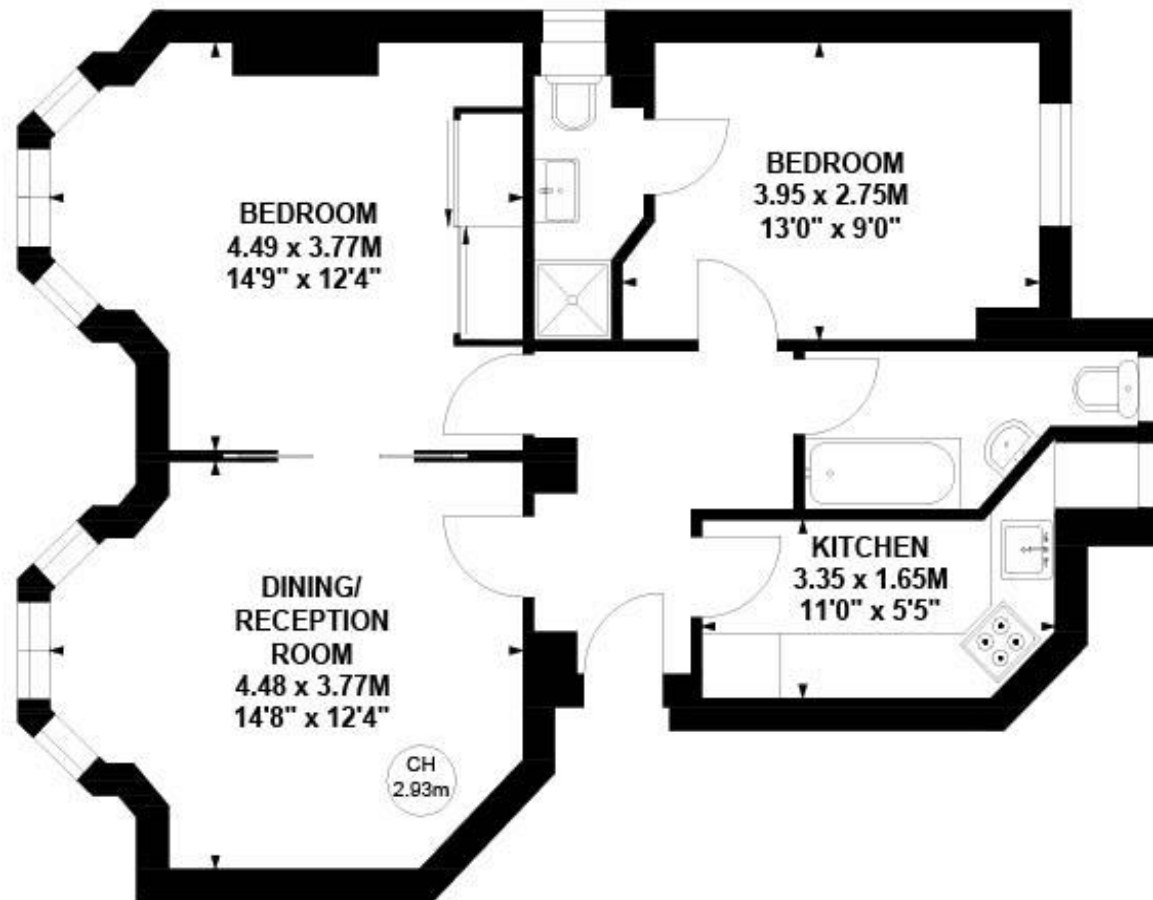 BEDROOM
4.49 x 3.77M
14'9" x 12'4"
BEDROOM
3.95 x 2.75M
13'0" x 9'0"
KITCHEN
3.35 x 1.65M
11'0" x 5'5"
DINING/
RECEPTION
ROOM
4.48 x 3.77M
14'8" x 12'4"
CH
2.93m